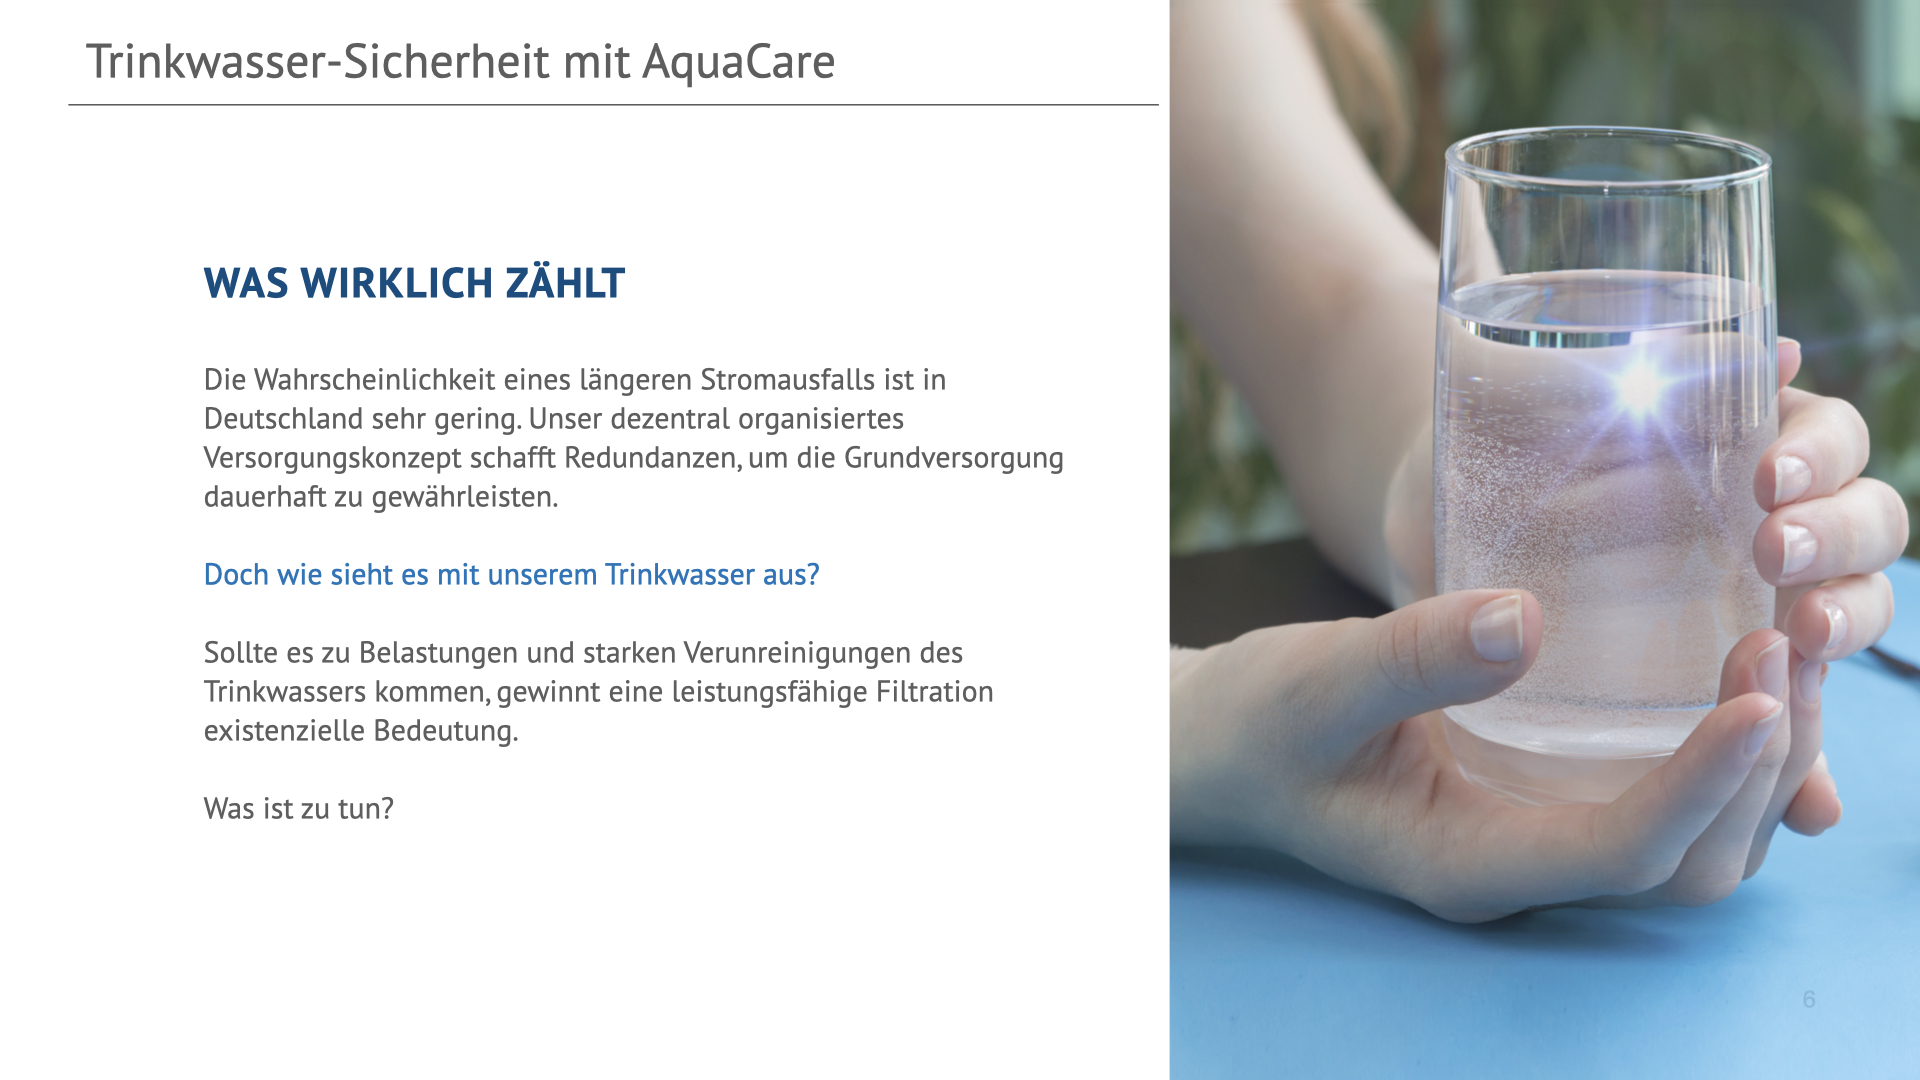 Trinkwasser-Sicherheit mit AquaCare
WAS WIRKLICH ZÄHLT
Die Wahrscheinlichkeit eines längeren Stromausfalls ist in
Deutschland sehr gering. Unser dezentral organisiertes
Versorgungskonzept schafft Redundanzen, um die Grundversorgung
dauerhaft zu gewährleisten.
Doch wie sieht es mit unserem Trinkwasser aus?
Sollte es zu Belastungen und starken Verunreinigungen des
Trinkwassers kommen, gewinnt eine leistungsfähige Filtration
existenzielle Bedeutung.
Was ist zu tun?
6